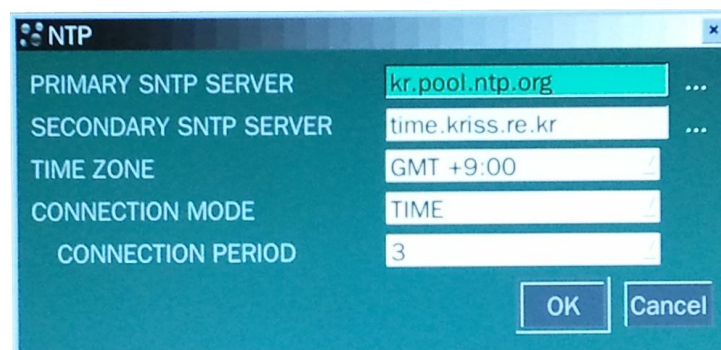 NTP
PRIMARY SNTP SERVER kr.pool.ntp.org ...
SECONDARY SNTP SERVER time.kriss.re.kr ...
TIME ZONE GMT +9:00
CONNECTION MODE TIME
CONNECTION PERIOD 3
OK Cancel